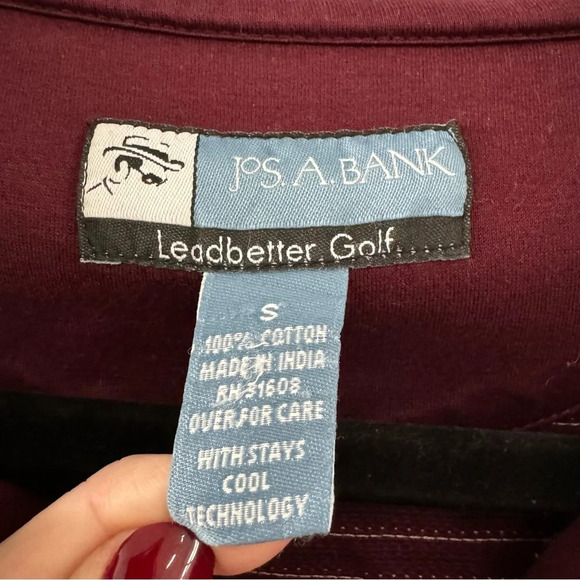 JOS. A. BANK
Leadbetter Golf
S
100% COTTON
MADE IN INDIA
RN 31608
OVER FOR CARE
WITH STAYS
COOL
TECHNOLOGY